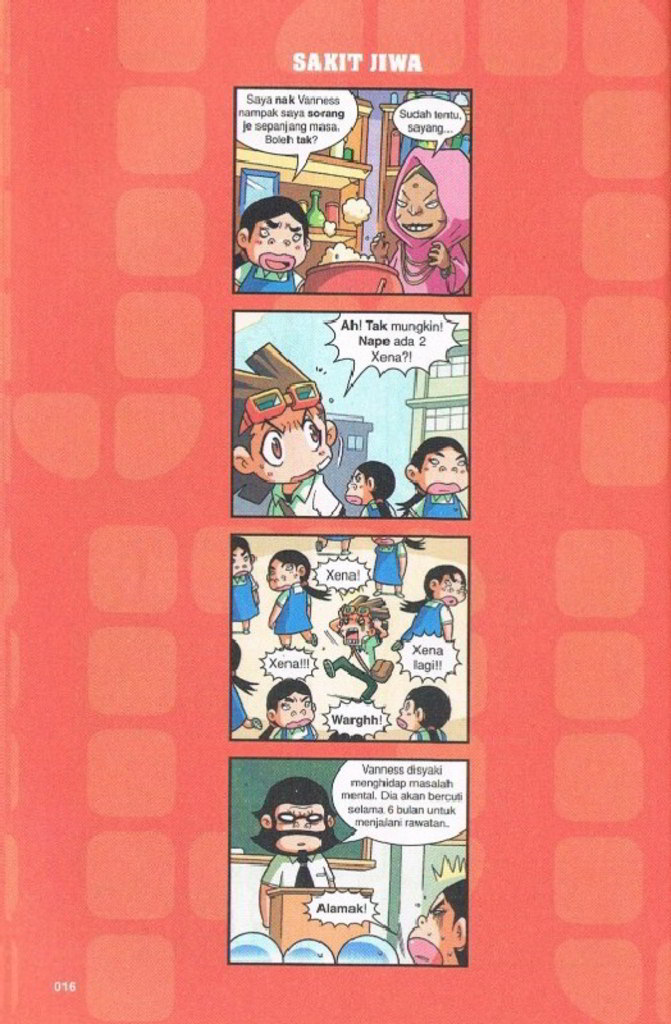 SAKIT JIWA
Saya nak Vanness
nampak saya sorang
je sepanjang masa.
Boleh tak?
Sudah tentu,
sayang...
Ah! Tak mungkin!
Nape ada 2
Xena?!
Xena!
Xena!!!
Xena
lagi!!
Warghh!
Vanness disyaki
menghidap masalah
mental. Dia akan bercuti
selama 6 bulan untuk
menjalani rawatan..
Alamak!
016